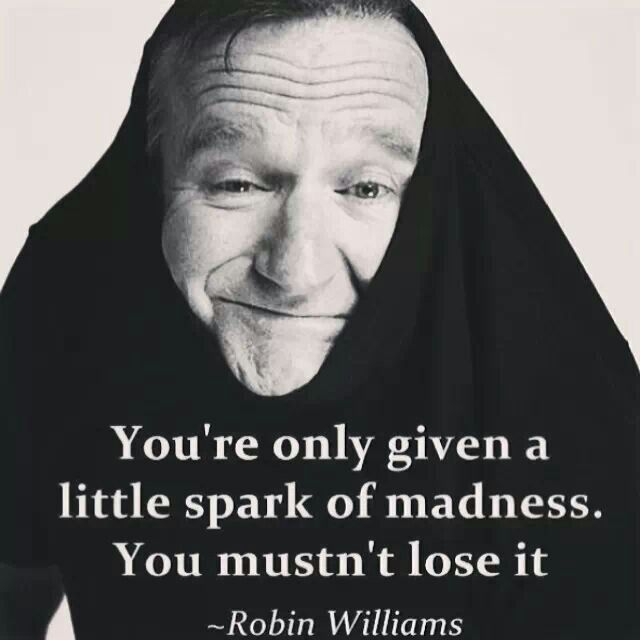 You're only given a
little spark of madness.
You mustn't lose it
~Robin Williams